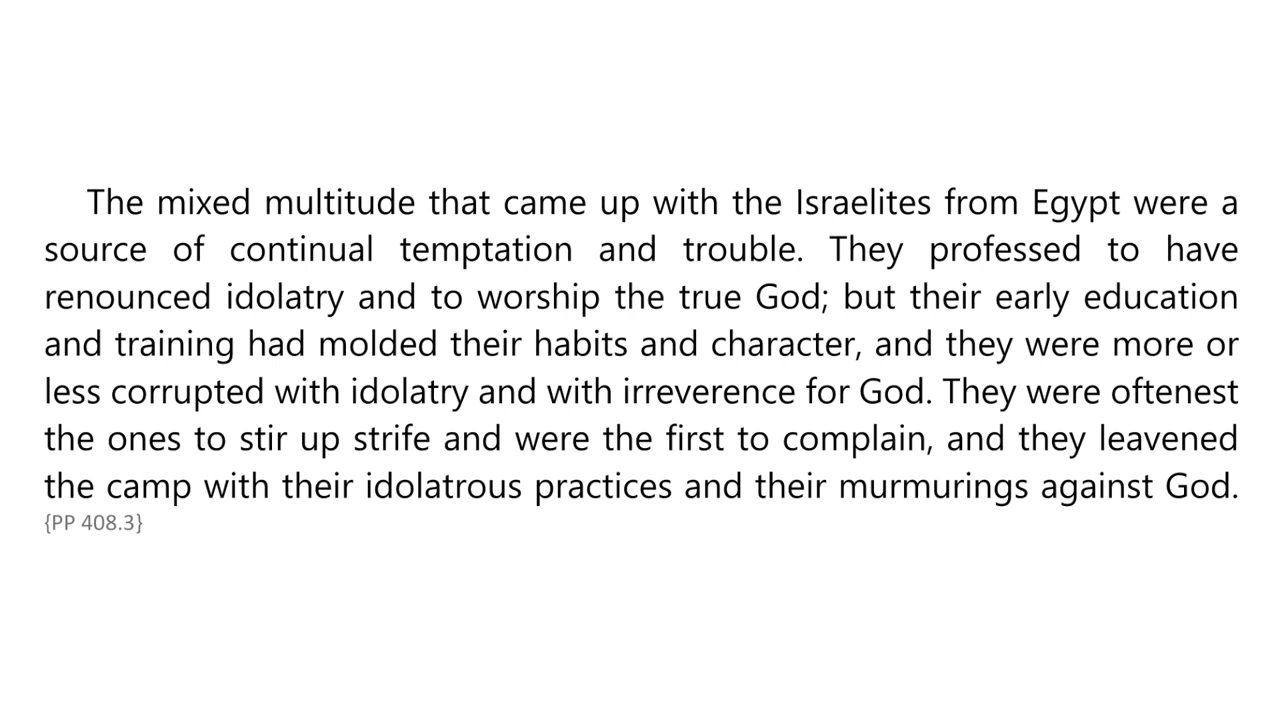 The mixed multitude that came up with the Israelites from Egypt were a
source of continual temptation and trouble. They professed to have
renounced idolatry and to worship the true God; but their early education
and training had molded their habits and character, and they were more or
less corrupted with idolatry and with irreverence for God. They were oftenest
the ones to stir up strife and were the first to complain, and they leavened
the camp with their idolatrous practices and their murmurings against God.
{PP 408.3}